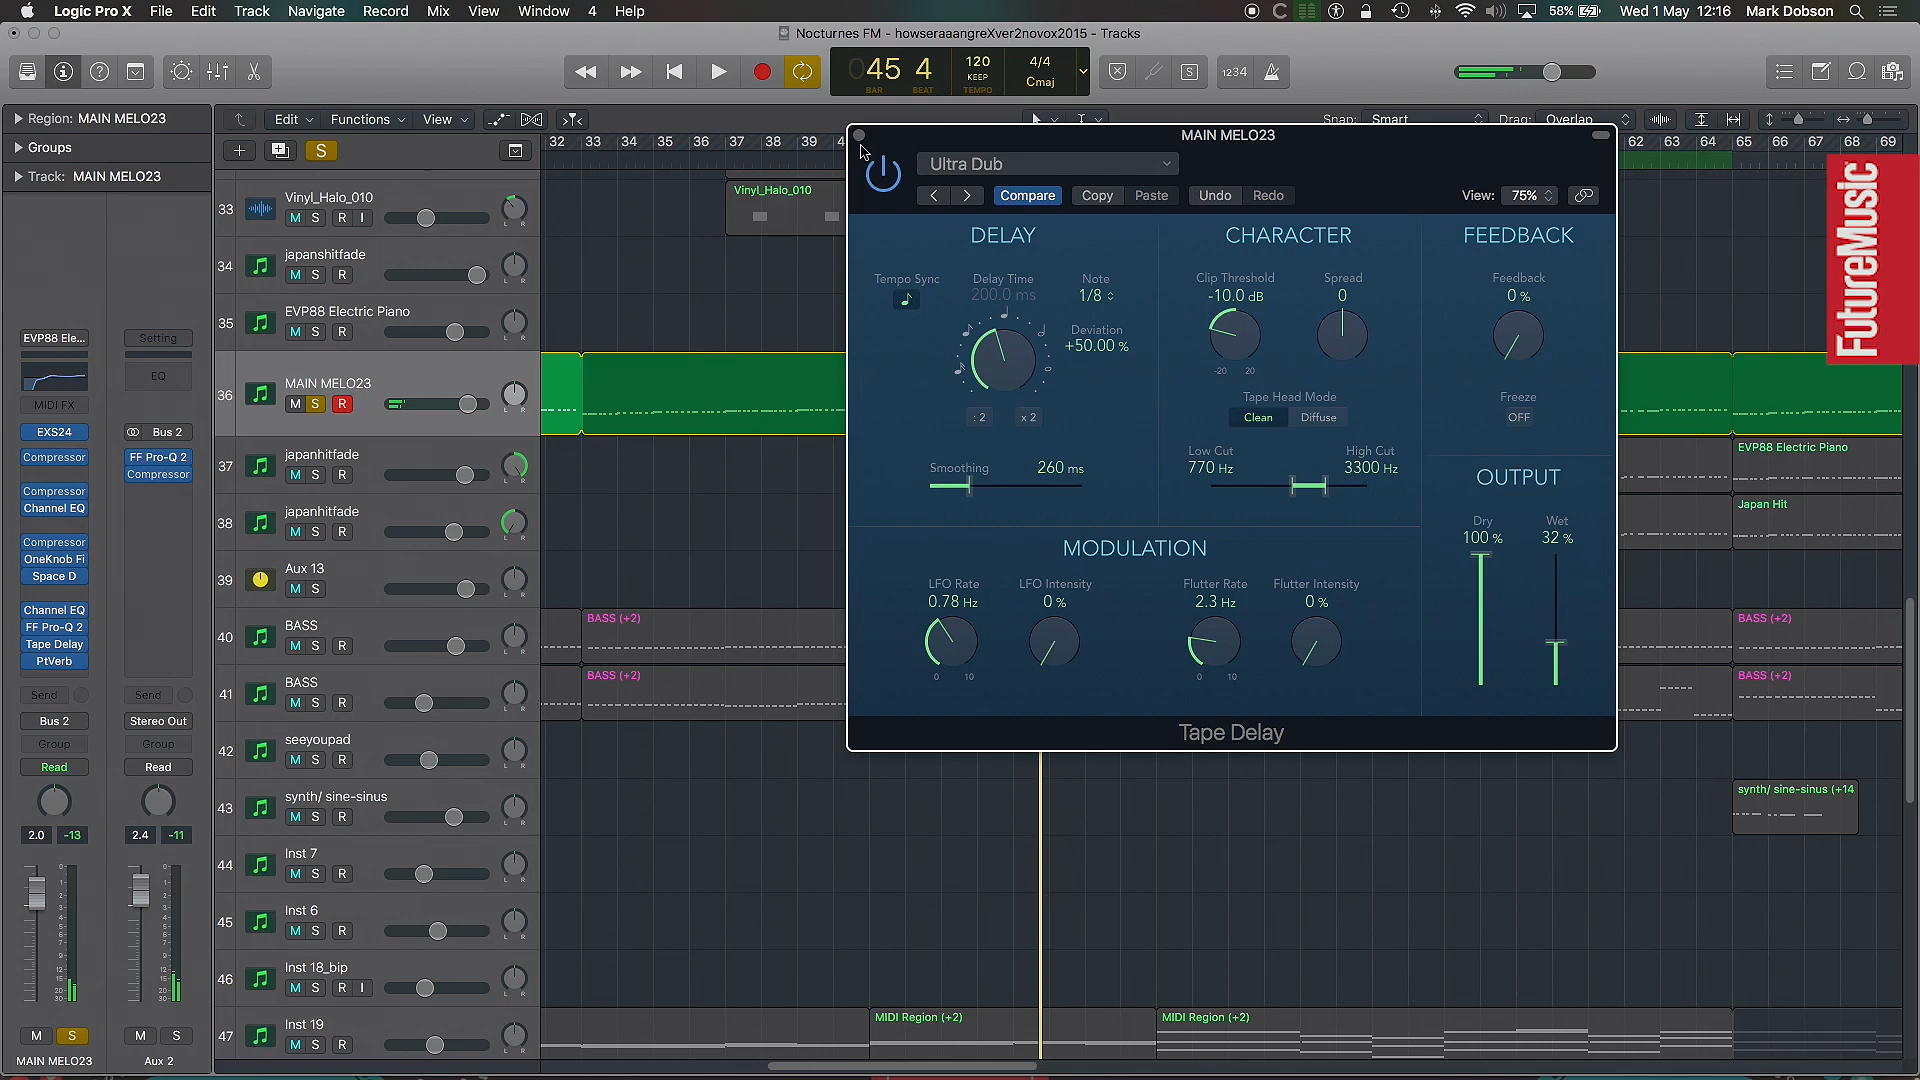 Logic Pro X File Edit Track Navigate Record Mix View Window 4 Help
58% Wed 1 May 12:16 Mark Dobson
Nocturnes FM - howseraaangreXver2novox2015 - Tracks
45 4 120 KEEP 4/4 Cmaj
BAR BEAT TEMPO
S 1234
Region: MAIN MELO23
Groups
Track: MAIN MELO23
Edit Functions View
Snap: Smart Drag: Overlap
32 33 34 35 36 37 38 39 4 62 63 64 65 66 67 68 69
S
33 Vinyl_Halo_010
M S R I L R
34 japanshitfade
M S R L R
35 EVP88 Electric Piano
M S R L R
36 MAIN MELO23
M S R L R
37 japanhitfade
M S R L R
38 japanhitfade
M S R L R
39 Aux 13
M S L R
40 BASS
M S R L R
41 BASS
M S R L R
42 seeyoupad
M S R L R
43 synth/ sine-sinus
M S R L R
44 Inst 7
M S R L R
45 Inst 6
M S R L R
46 Inst 18_bip
M S R I L R
47 Inst 19
M S R L R
EVP88 Ele...
MIDI FX
EXS24
Compressor
Compressor
Channel EQ
Compressor
OneKnob Fi
Space D
Channel EQ
FF Pro-Q 2
Tape Delay
PtVerb
Send
Bus 2
Group
Read
2.0 -13
M S
MAIN MELO23
Setting
EQ
Bus 2
FF Pro-Q 2
Compressor
Send
Stereo Out
Group
Read
2.4 -11
M S
Aux 2
Vinyl_Halo_010
BASS (+2)
BASS (+2)
MIDI Region (+2)
MIDI Region (+2)
EVP88 Electric Piano
Japan Hit
BASS (+2)
BASS (+2)
synth/ sine-sinus (+14
MAIN MELO23
Ultra Dub
Compare Copy Paste Undo Redo View: 75%
DELAY
Tempo Sync Delay Time Note
200.0 ms 1/8
Deviation
+50.00 %
: 2 x 2
Smoothing 260 ms
CHARACTER
Clip Threshold Spread
-10.0 dB 0
-20 20
Tape Head Mode
Clean Diffuse
Low Cut High Cut
770 Hz 3300 Hz
FEEDBACK
Feedback
0 %
Freeze
OFF
OUTPUT
Dry Wet
100 % 32 %
MODULATION
LFO Rate LFO Intensity Flutter Rate Flutter Intensity
0.78 Hz 0 % 2.3 Hz 0 %
0 10 0 10
Tape Delay
FutureMusic